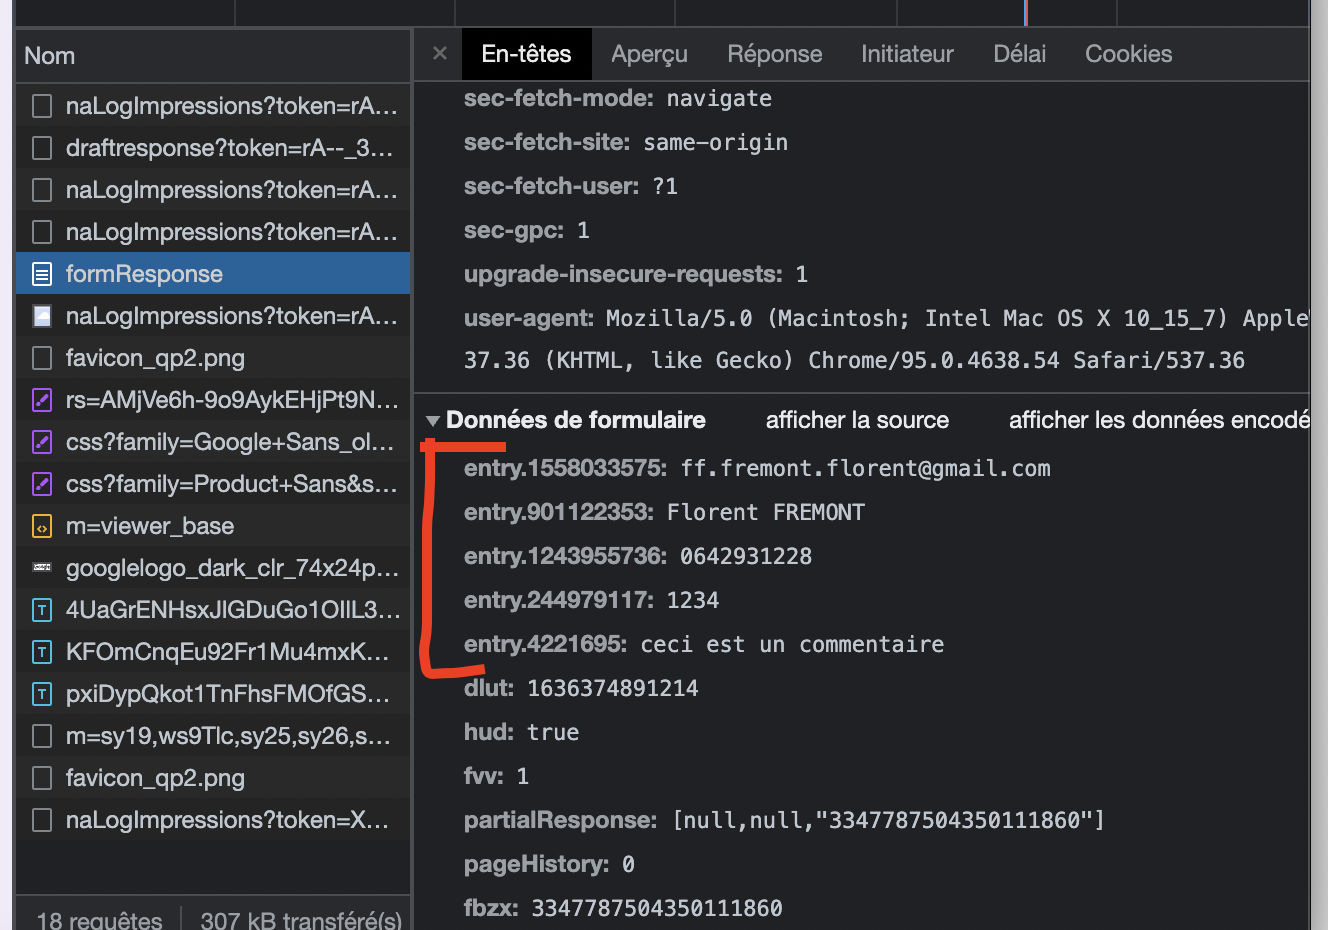 Nom
naLogImpressions?token=rA...
draftresponse?token=rA--_3...
naLogImpressions?token=rA...
naLogImpressions?token=rA...
formResponse
naLogImpressions?token=rA...
favicon_qp2.png
rs=AMjVe6h-9o9AykEHjPt9N...
css?family=Google+Sans_ol...
css?family=Product+Sans&s...
m=viewer_base
googlelogo_dark_clr_74x24p...
4UaGrENHsxJlGDuGo1OIlL3...
KFOmCnqEu92Fr1Mu4mxK...
pxiDypQkot1TnFhsFMOfGS...
m=sy19,ws9Tlc,sy25,sy26,s...
favicon_qp2.png
naLogImpressions?token=X...
18 requêtes 307 kB transféré(s)
× En-têtes Aperçu Réponse Initiateur Délai Cookies
sec-fetch-mode: navigate
sec-fetch-site: same-origin
sec-fetch-user: ?1
sec-gpc: 1
upgrade-insecure-requests: 1
user-agent: Mozilla/5.0 (Macintosh; Intel Mac OS X 10_15_7) Apple
37.36 (KHTML, like Gecko) Chrome/95.0.4638.54 Safari/537.36
Données de formulaire afficher la source afficher les données encodé
entry.1558033575: ff.fremont.florent@gmail.com
entry.901122353: Florent FREMONT
entry.1243955736: 0642931228
entry.244979117: 1234
entry.4221695: ceci est un commentaire
dlut: 1636374891214
hud: true
fvv: 1
partialResponse: [null,null,"3347787504350111860"]
pageHistory: 0
fbzx: 3347787504350111860